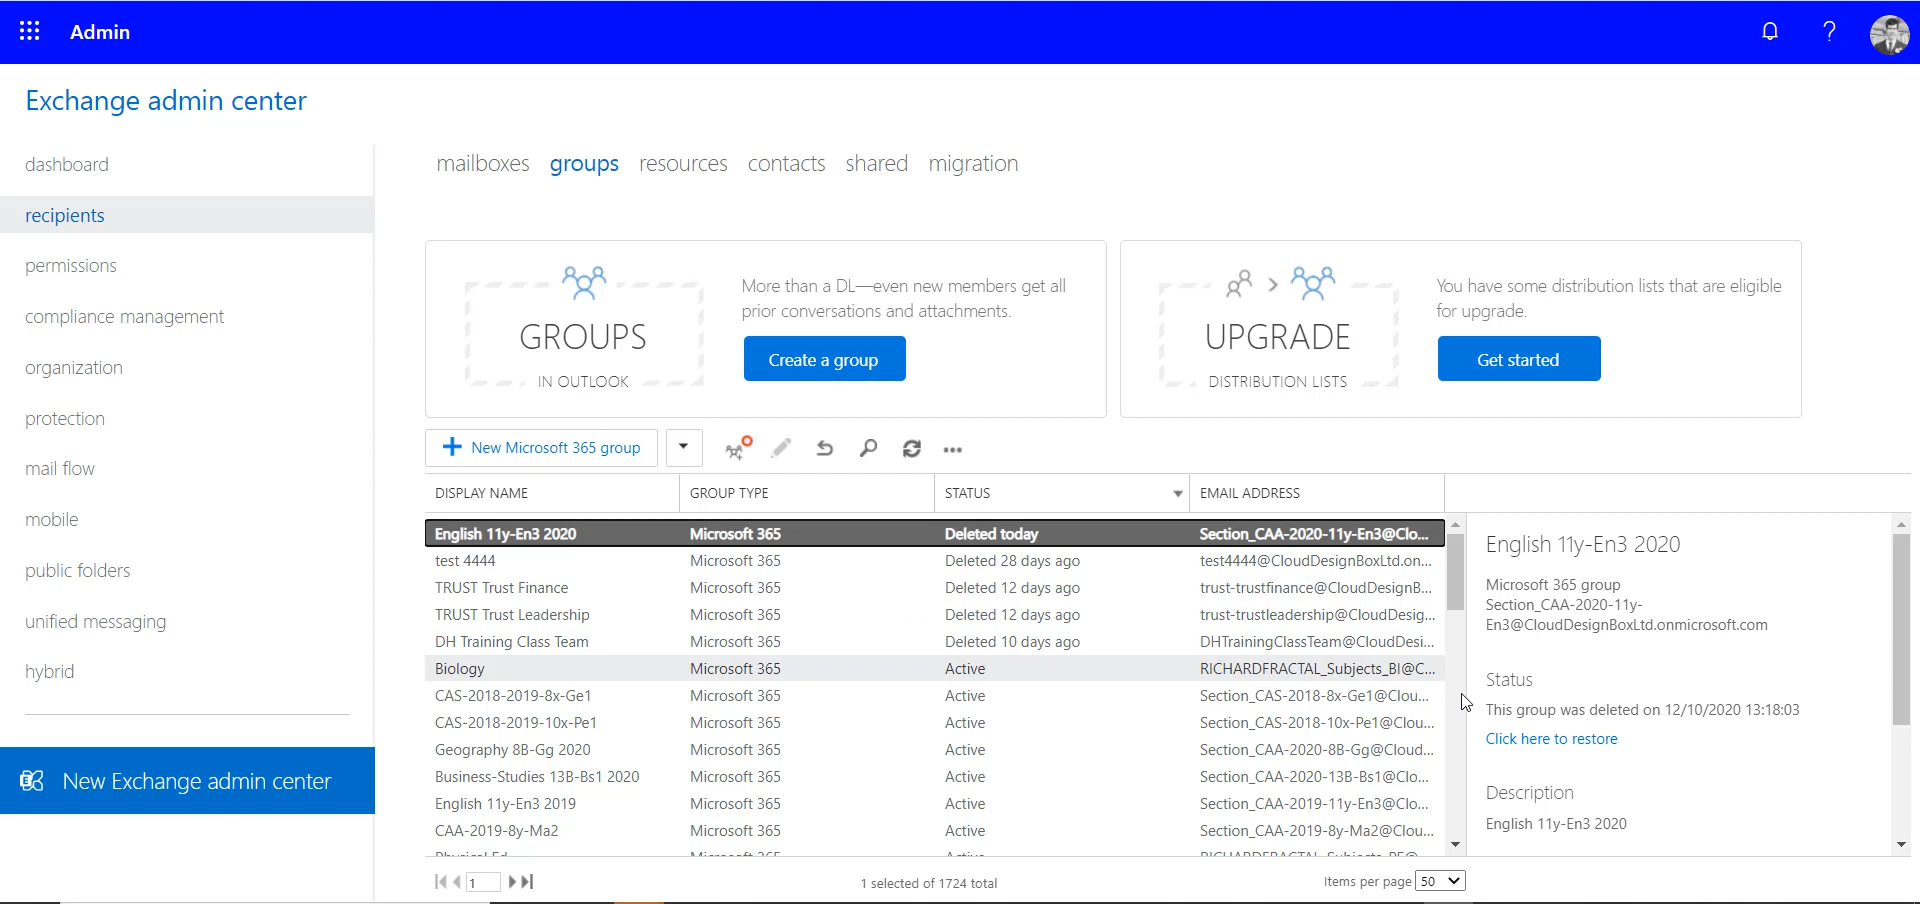 Admin
Exchange admin center
dashboard
recipients
permissions
compliance management
organization
protection
mail flow
mobile
public folders
unified messaging
hybrid
New Exchange admin center
mailboxes groups resources contacts shared migration
GROUPS
IN OUTLOOK
More than a DL—even new members get all
prior conversations and attachments.
Create a group
UPGRADE
DISTRIBUTION LISTS
You have some distribution lists that are eligible
for upgrade.
Get started
New Microsoft 365 group
DISPLAY NAME GROUP TYPE STATUS EMAIL ADDRESS
English 11y-En3 2020 Microsoft 365 Deleted today Section_CAA-2020-11y-En3@Clo...
test 4444 Microsoft 365 Deleted 28 days ago test4444@CloudDesignBoxLtd.on...
TRUST Trust Finance Microsoft 365 Deleted 12 days ago trust-trustfinance@CloudDesignB...
TRUST Trust Leadership Microsoft 365 Deleted 12 days ago trust-trustleadership@CloudDesig...
DH Training Class Team Microsoft 365 Deleted 10 days ago DHTrainingClassTeam@CloudDesi...
Biology Microsoft 365 Active RICHARDFRACTAL_Subjects_BI@C...
CAS-2018-2019-8x-Ge1 Microsoft 365 Active Section_CAS-2018-8x-Ge1@Clou...
CAS-2018-2019-10x-Pe1 Microsoft 365 Active Section_CAS-2018-10x-Pe1@Clou...
Geography 8B-Gg 2020 Microsoft 365 Active Section_CAA-2020-8B-Gg@Cloud...
Business-Studies 13B-Bs1 2020 Microsoft 365 Active Section_CAA-2020-13B-Bs1@Clo...
English 11y-En3 2019 Microsoft 365 Active Section_CAA-2019-11y-En3@Clo...
CAA-2019-8y-Ma2 Microsoft 365 Active Section_CAA-2019-8y-Ma2@Clou...
Physical Ed Microsoft 365 Active RICHARDFRACTAL_Subjects_PE@...
1
1 selected of 1724 total
Items per page 50
English 11y-En3 2020
Microsoft 365 group
Section_CAA-2020-11y-
En3@CloudDesignBoxLtd.onmicrosoft.com
Status
This group was deleted on 12/10/2020 13:18:03
Click here to restore
Description
English 11y-En3 2020